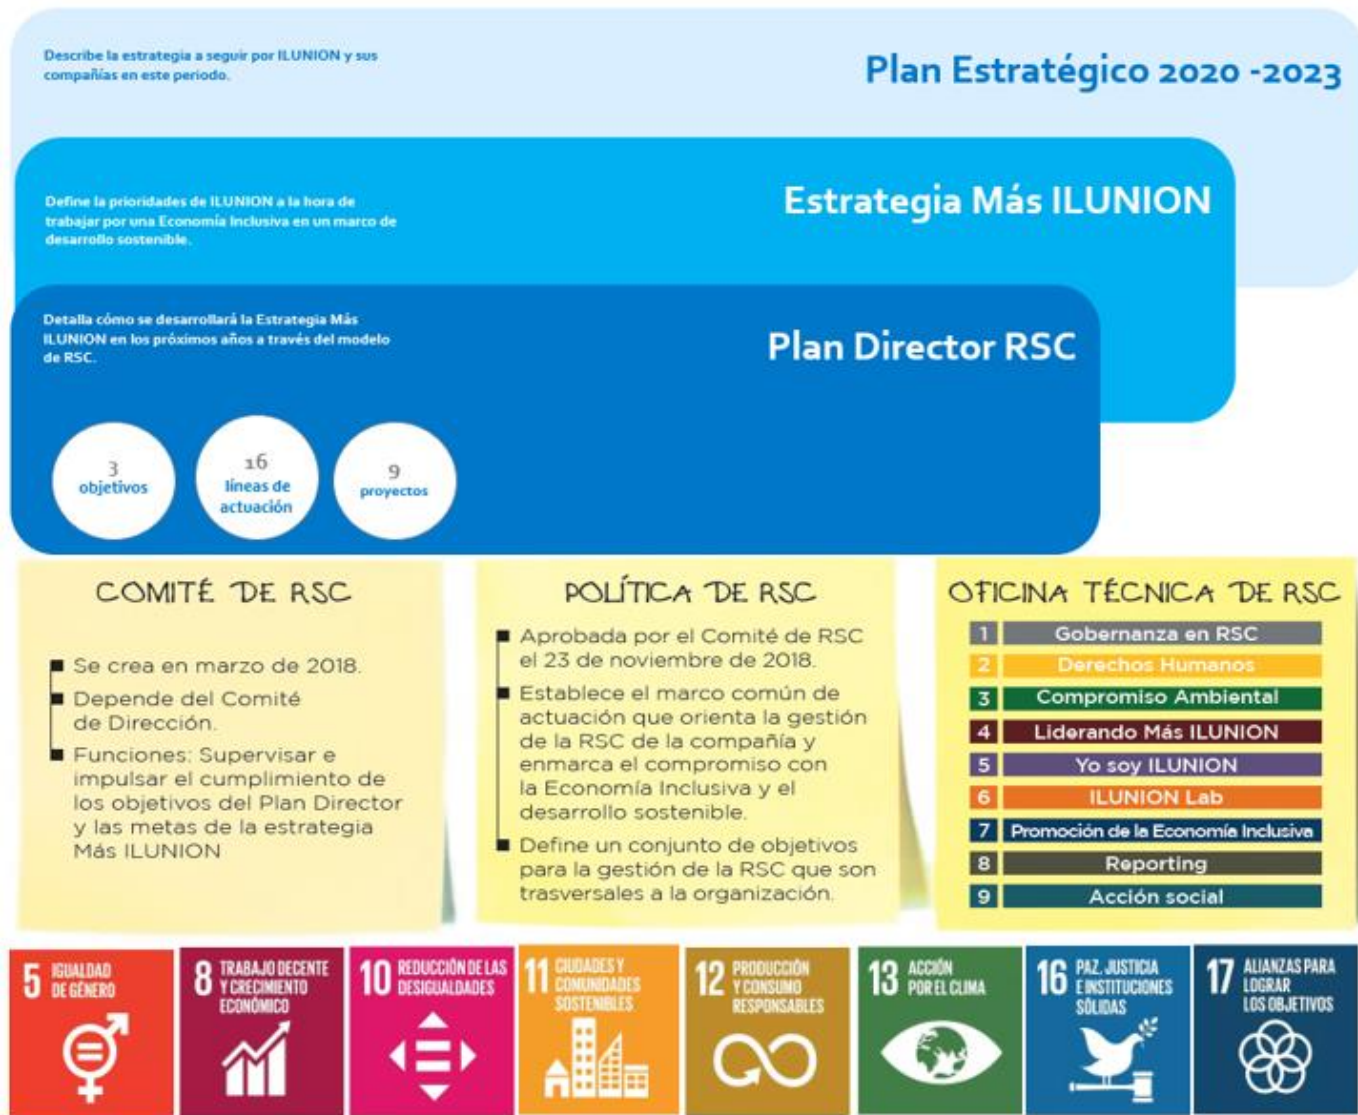 Describe la estrategia a seguir por ILUNION y sus
compañías en este periodo.
Plan Estratégico 2020 -2023
Define la prioridades de ILUNION a la hora de
trabajar por una Economía Inclusiva en un marco de
desarrollo sostenible.
Estrategia Más ILUNION
Detalla cómo se desarrollará la Estrategia Más
ILUNION en los próximos años a través del modelo
de RSC.
Plan Director RSC
3
objetivos
16
líneas de
actuación
9
proyectos
COMITÉ DE RSC
■ Se crea en marzo de 2018.
■ Depende del Comité
de Dirección.
■ Funciones: Supervisar e
impulsar el cumplimiento de
los objetivos del Plan Director
y las metas de la estrategia
Más ILUNION
POLÍTICA DE RSC
■ Aprobada por el Comité de RSC
el 23 de noviembre de 2018.
■ Establece el marco común de
actuación que orienta la gestión
de la RSC de la compañía y
enmarca el compromiso con
la Economía Inclusiva y el
desarrollo sostenible.
■ Define un conjunto de objetivos
para la gestión de la RSC que son
trasversales a la organización.
OFICINA TÉCNICA DE RSC
1 Gobernanza en RSC
2 Derechos Humanos
3 Compromiso Ambiental
4 Liderando Más ILUNION
5 Yo soy ILUNION
6 ILUNION Lab
7 Promoción de la Economía Inclusiva
8 Reporting
9 Acción social
5 IGUALDAD
DE GÉNERO
8 TRABAJO DECENTE
Y CRECIMIENTO
ECONÓMICO
10 REDUCCIÓN DE LAS
DESIGUALDADES
11 CIUDADES Y
COMUNIDADES
SOSTENIBLES
12 PRODUCCIÓN
Y CONSUMO
RESPONSABLES
13 ACCIÓN
POR EL CLIMA
16 PAZ, JUSTICIA
E INSTITUCIONES
SÓLIDAS
17 ALIANZAS PARA
LOGRAR
LOS OBJETIVOS